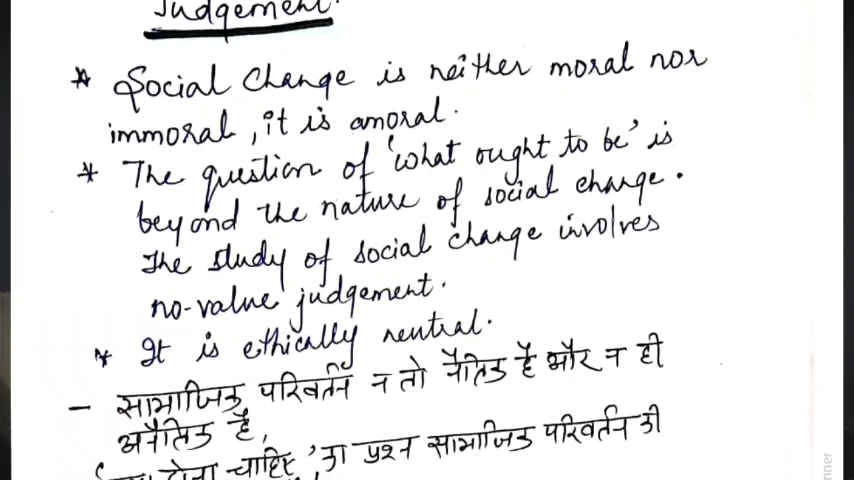 Judgement.
* Social Change is neither moral nor
immoral, it is amoral.
* The question of 'what ought to be' is
beyond the nature of social change.
The study of social change involves
no-value judgement.
* It is ethically neutral.
- सामाजिक परिवर्तन न तो नैतिक है और न ही
अनैतिक है,
होना चाहिए' का प्रश्न सामाजिक परिवर्तन की